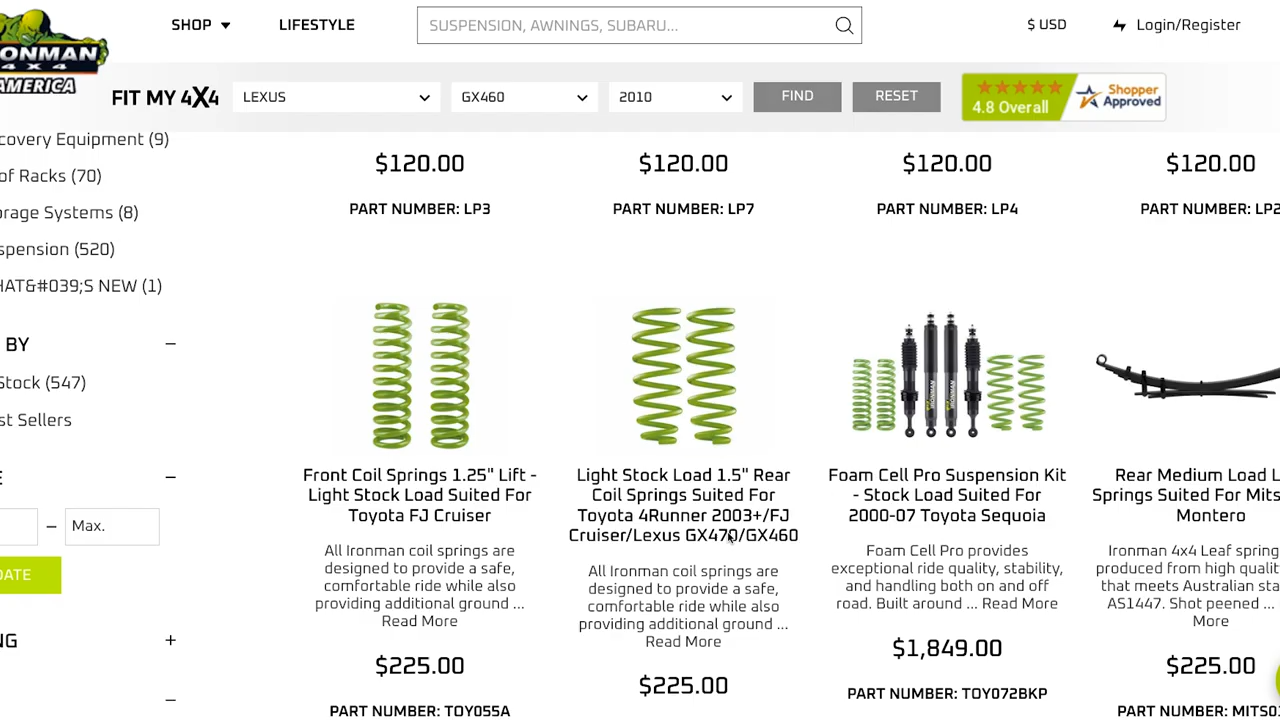 SHOP
LIFESTYLE
SUSPENSION, AWNINGS, SUBARU...
$ USD
Login/Register
ONMAN
4X4
AMERICA
FIT MY 4X4
LEXUS
GX460
2010
FIND
RESET
4.8 Overall
Shopper
Approved
covery Equipment (9)
of Racks (70)
orage Systems (8)
spension (520)
HAT&#039;S NEW (1)
BY
Stock (547)
st Sellers
E
— Max.
DATE
NG
$120.00
PART NUMBER: LP3
$120.00
PART NUMBER: LP7
$120.00
PART NUMBER: LP4
$120.00
PART NUMBER: LP2
Front Coil Springs 1.25" Lift -
Light Stock Load Suited For
Toyota FJ Cruiser
All Ironman coil springs are
designed to provide a safe,
comfortable ride while also
providing additional ground ...
Read More
$225.00
PART NUMBER: TOY055A
Light Stock Load 1.5" Rear
Coil Springs Suited For
Toyota 4Runner 2003+/FJ
Cruiser/Lexus GX470/GX460
All Ironman coil springs are
designed to provide a safe,
comfortable ride while also
providing additional ground ...
Read More
$225.00
Foam Cell Pro Suspension Kit
- Stock Load Suited For
2000-07 Toyota Sequoia
Foam Cell Pro provides
exceptional ride quality, stability,
and handling both on and off
road. Built around ... Read More
$1,849.00
PART NUMBER: TOY072BKP
Rear Medium Load L
Springs Suited For Mits
Montero
Ironman 4x4 Leaf spring
produced from high qualit
that meets Australian sta
AS1447. Shot peened ...
More
$225.00
PART NUMBER: MITS0